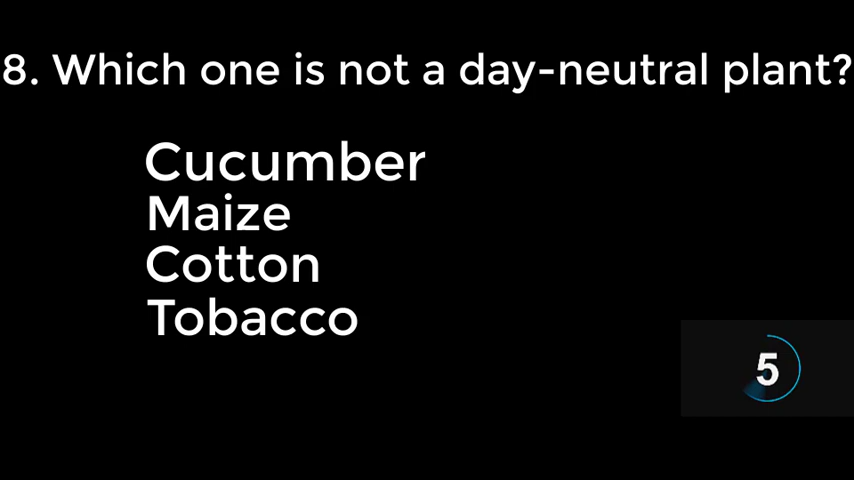 8. Which one is not a day-neutral plant?
Cucumber
Maize
Cotton
Tobacco
5